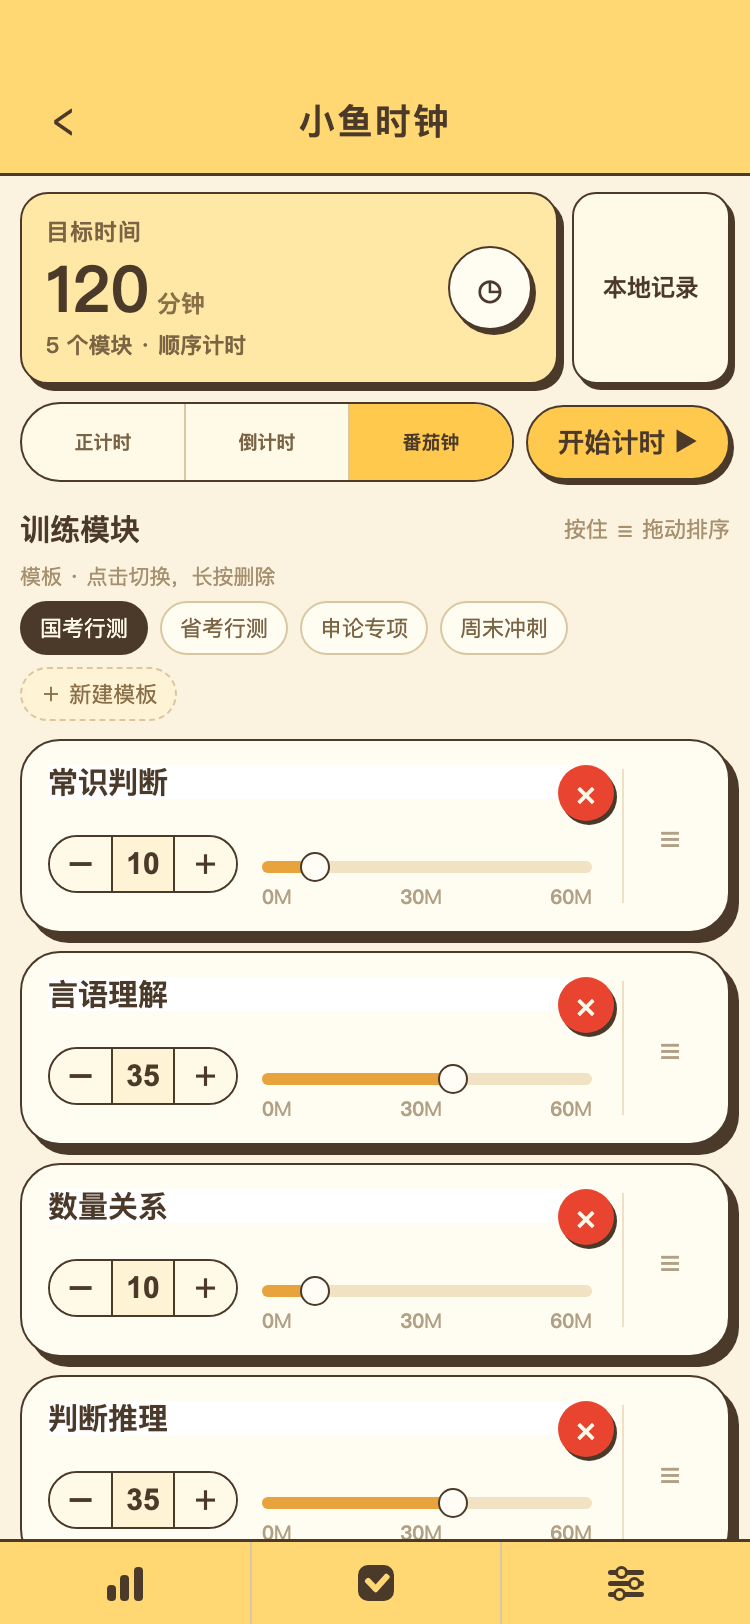 小鱼时钟
目标时间
120 分钟
5 个模块 · 顺序计时
本地记录
正计时
倒计时
番茄钟
开始计时 ▶
训练模块
按住 ≡ 拖动排序
模板 · 点击切换，长按删除
国考行测
省考行测
申论专项
周末冲刺
+ 新建模板
常识判断
− 10 +
0M 30M 60M
言语理解
− 35 +
0M 30M 60M
数量关系
− 10 +
0M 30M 60M
判断推理
− 35 +
0M 30M 60M